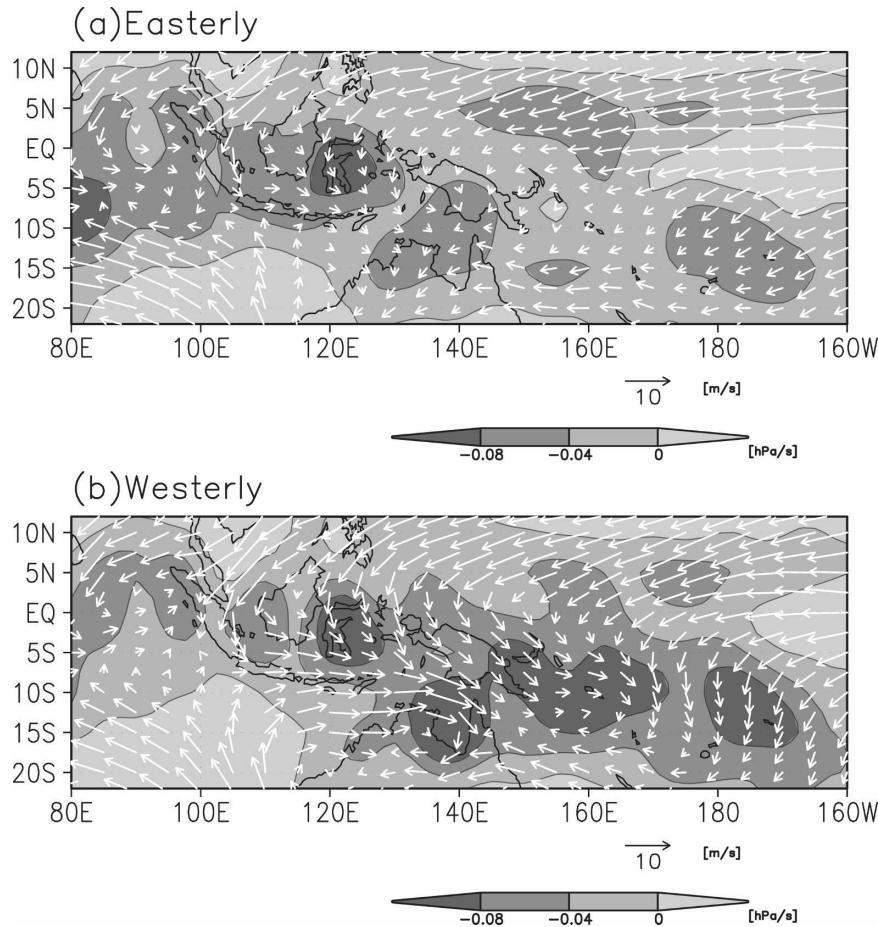 (a)Easterly
10N
5N
EQ
5S
10S
15S
20S
80E 100E 120E 140E 160E 180 160W
10 [m/s]
-0.08 -0.04 0 [hPa/s]
(b)Westerly
10N
5N
EQ
5S
10S
15S
20S
80E 100E 120E 140E 160E 180 160W
10 [m/s]
-0.08 -0.04 0 [hPa/s]